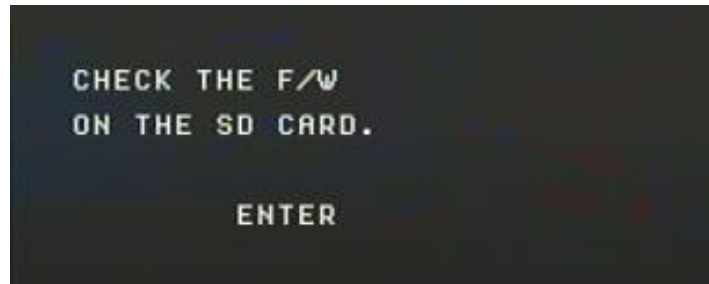 CHECK THE F/W
ON THE SD CARD.
ENTER